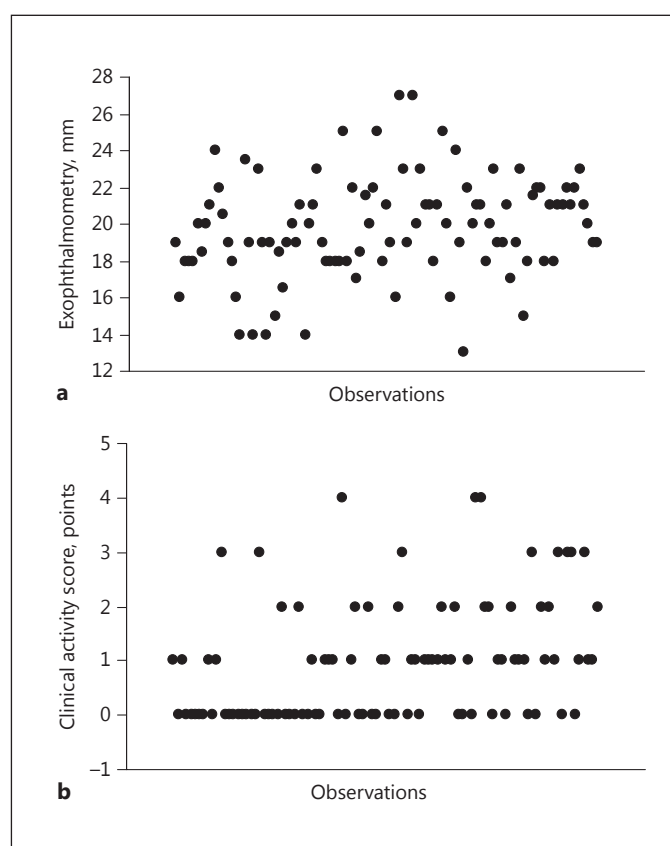 28
26
24
22
20
18
16
14
12
Exophthalmometry, mm
a
Observations
5
4
3
2
1
0
–1
Clinical activity score, points
b
Observations